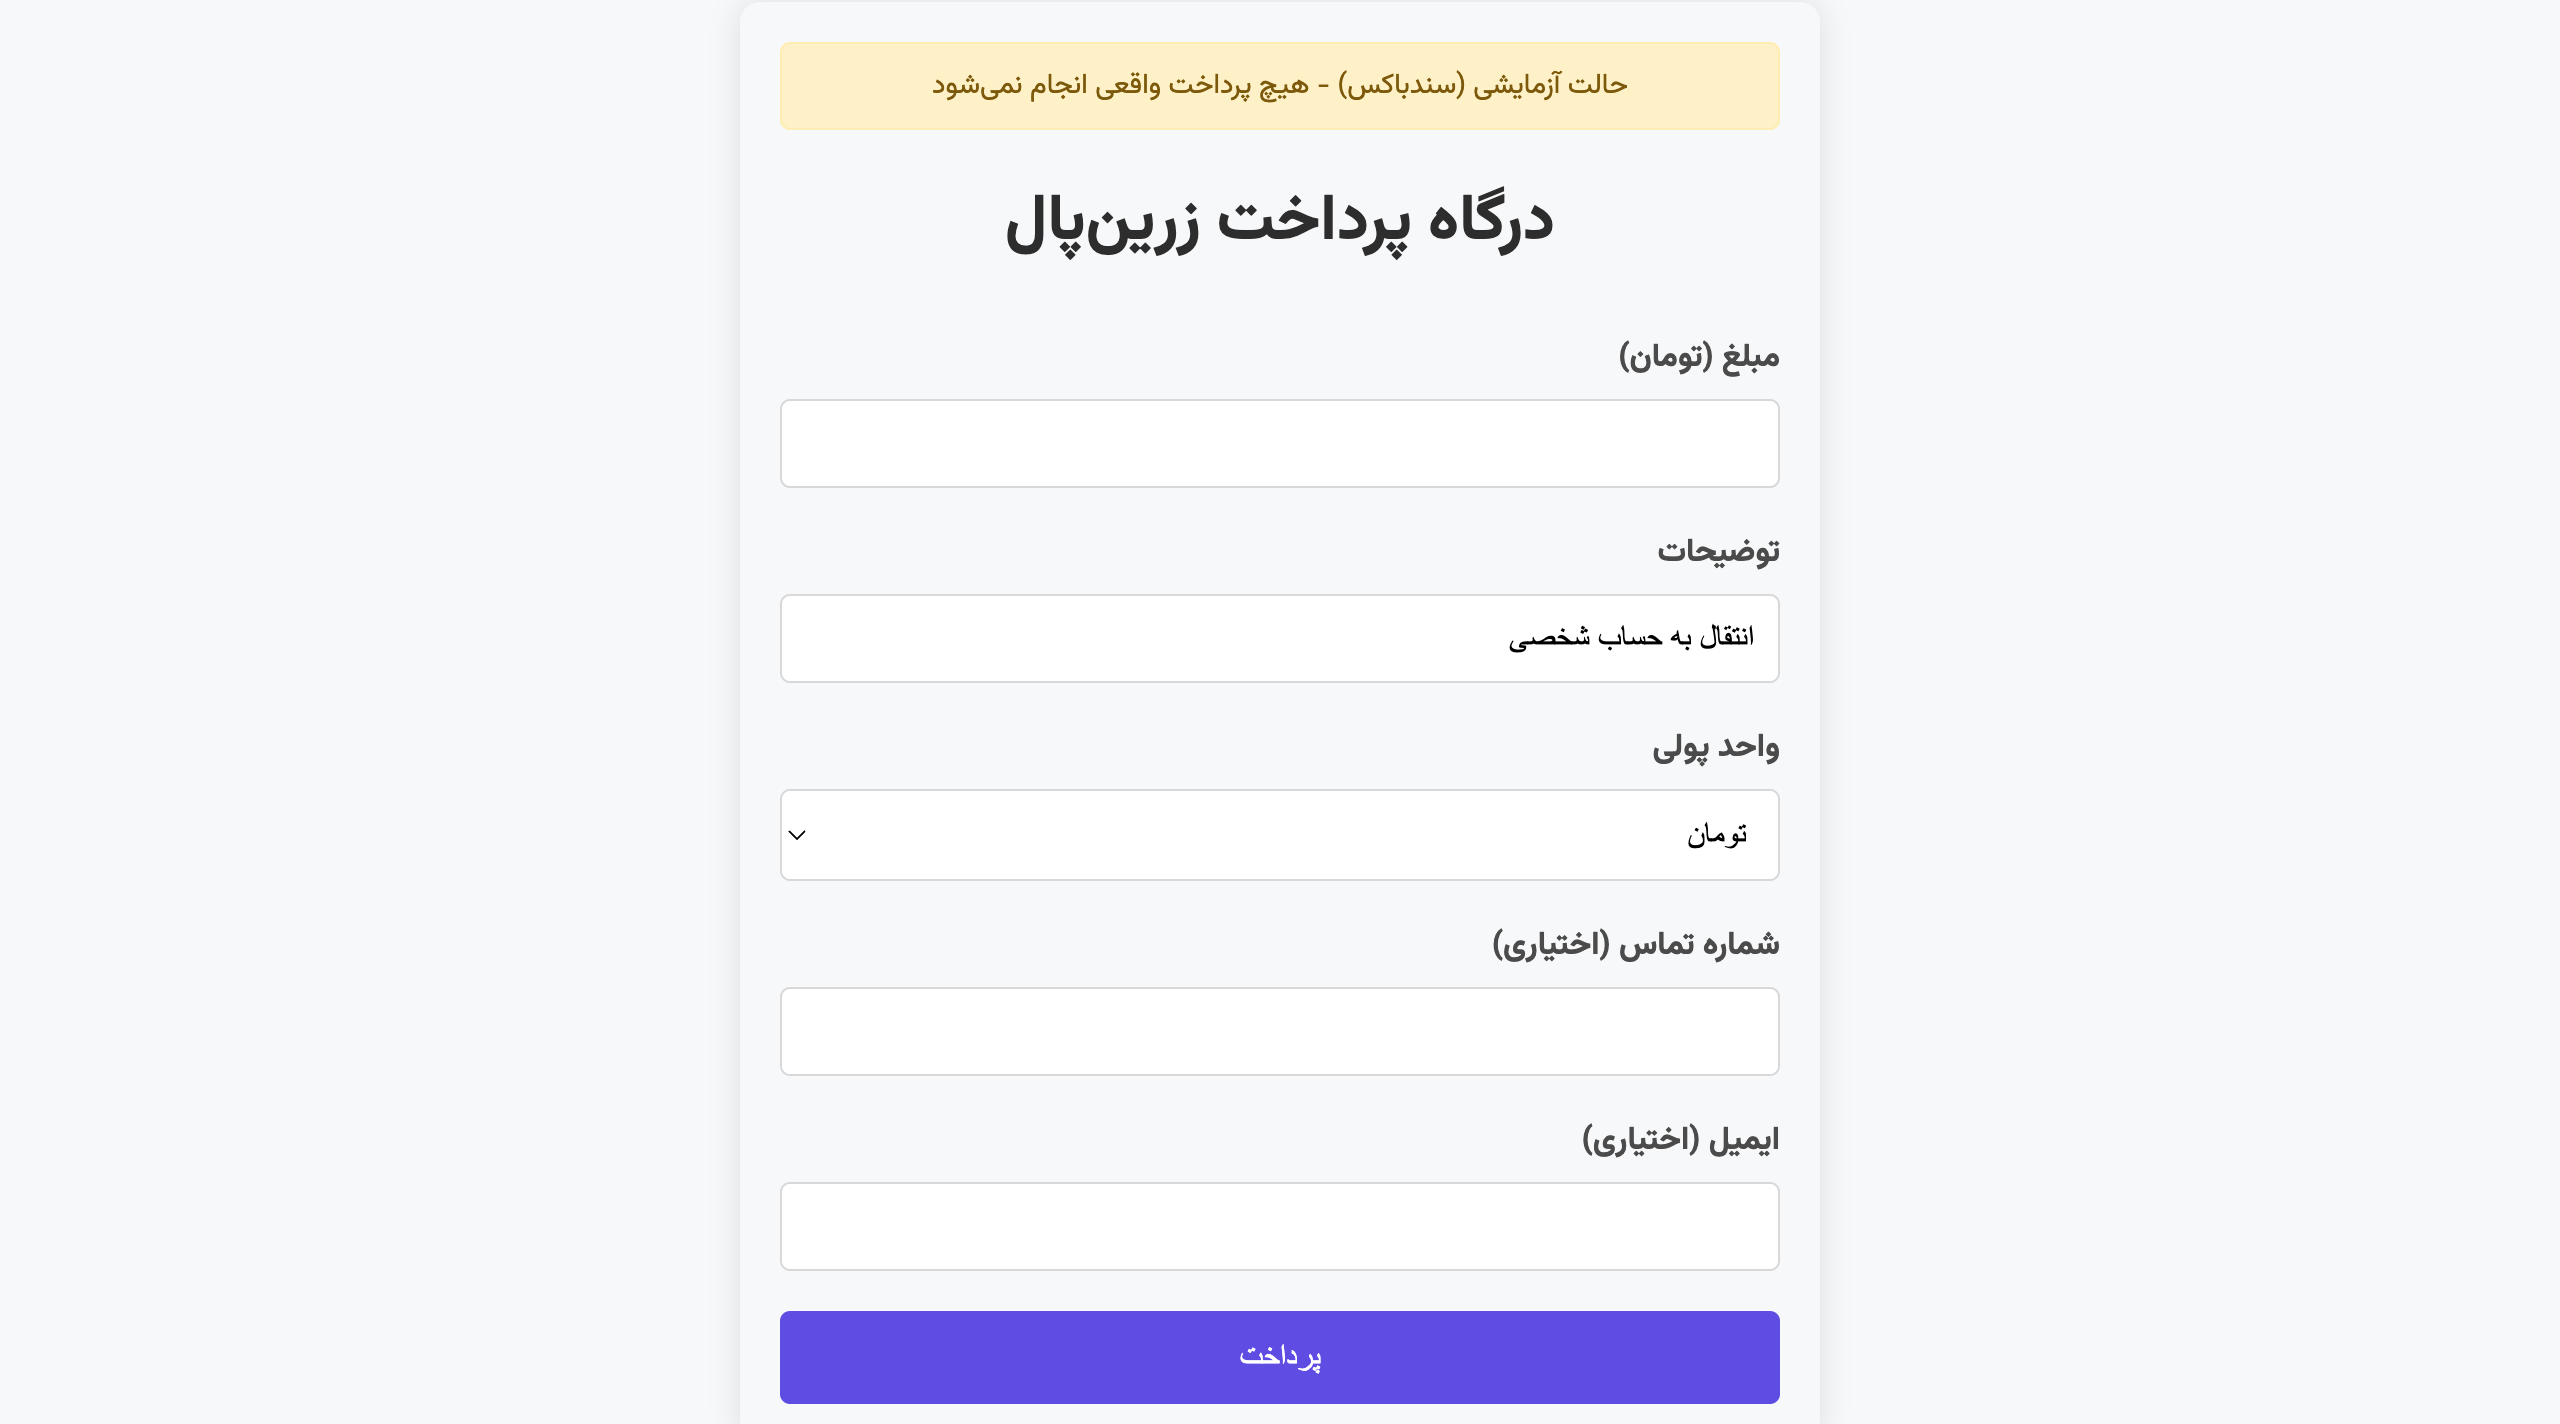 حالت آزمایشی (سندباکس) - هیچ پرداخت واقعی انجام نمی‌شود
درگاه پرداخت زرین‌پال
مبلغ (تومان)
توضیحات
انتقال به حساب شخصی
واحد پولی
تومان
شماره تماس (اختیاری)
ایمیل (اختیاری)
پرداخت